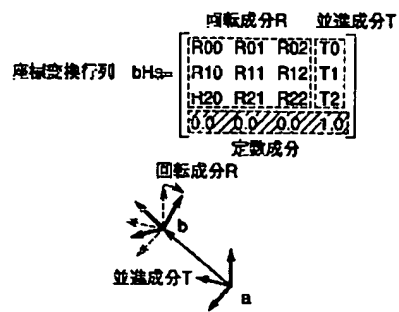 回転成分R 並進成分T
座標変換行列 bHa=
R00 R01 R02 T0
R10 R11 R12 T1
R20 R21 R22 T2
0.0 0.0 0.0 1.0
定数成分
回転成分R
b
並進成分T
a